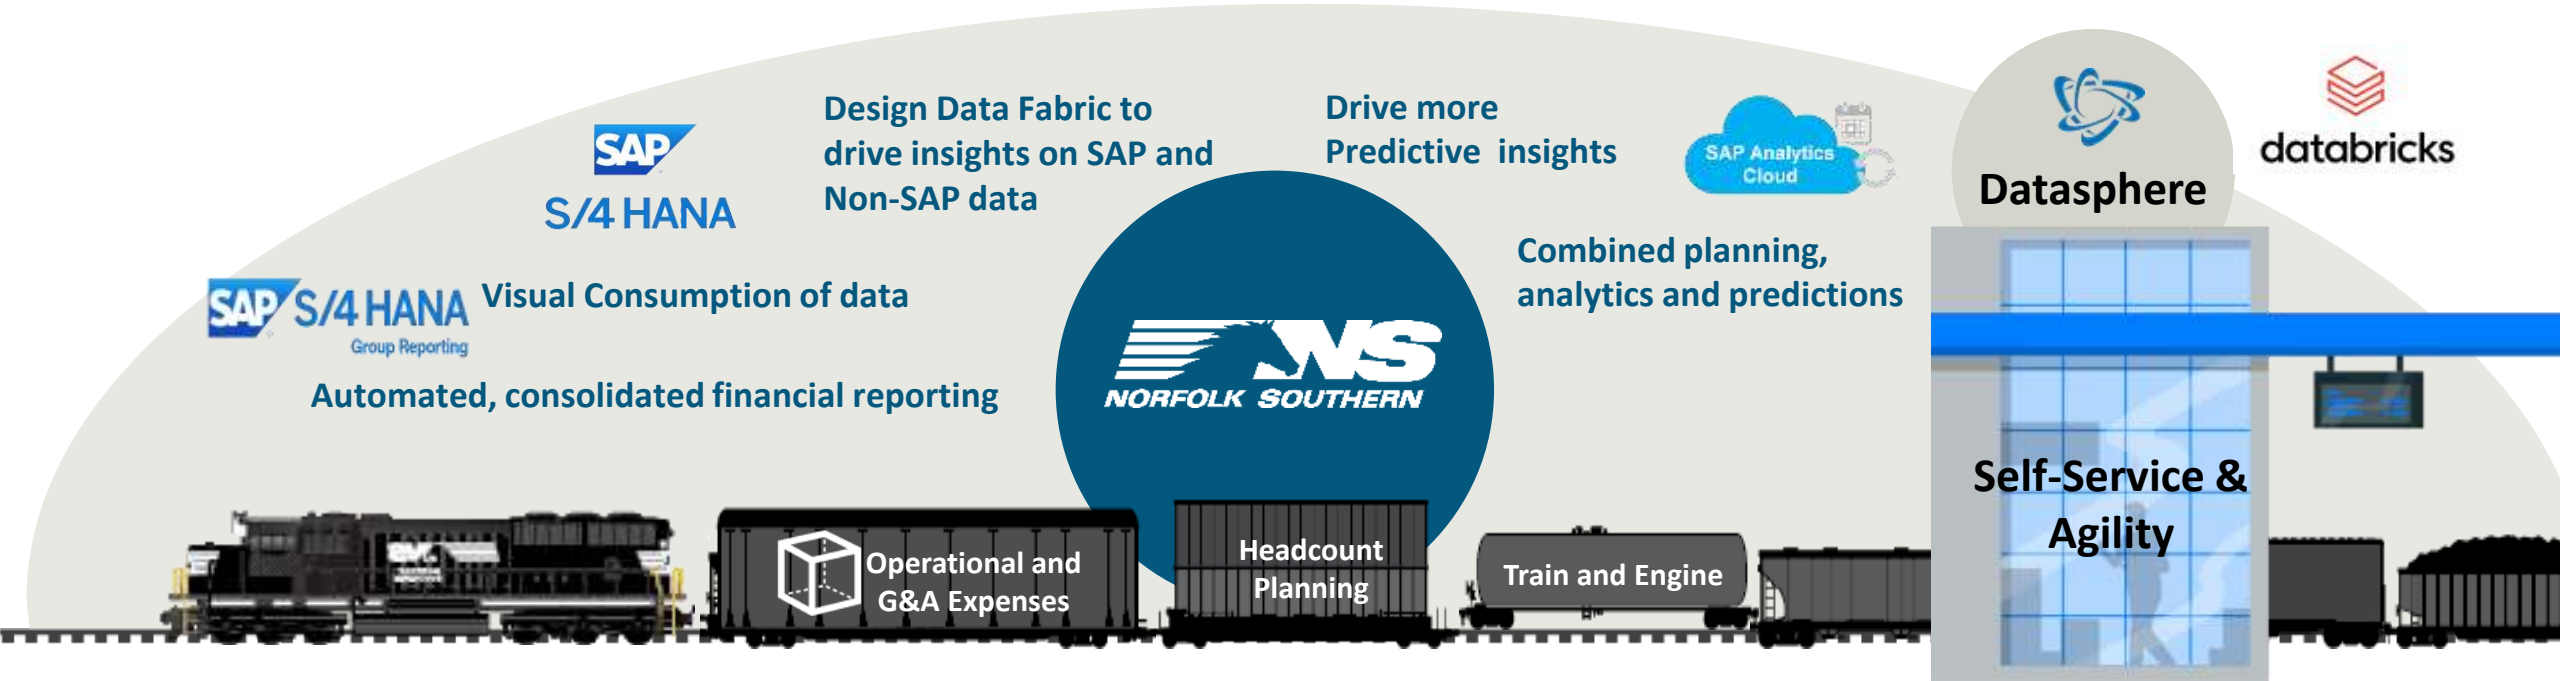 SAP
S/4 HANA
Design Data Fabric to
drive insights on SAP and
Non-SAP data
Drive more
Predictive  insights
SAP Analytics
Cloud
Datasphere
databricks
SAP S/4 HANA
Group Reporting
Visual Consumption of data
Combined planning,
analytics and predictions
Automated, consolidated financial reporting
NS
NORFOLK SOUTHERN
Self-Service &
Agility
Operational and
G&A Expenses
Headcount
Planning
Train and Engine